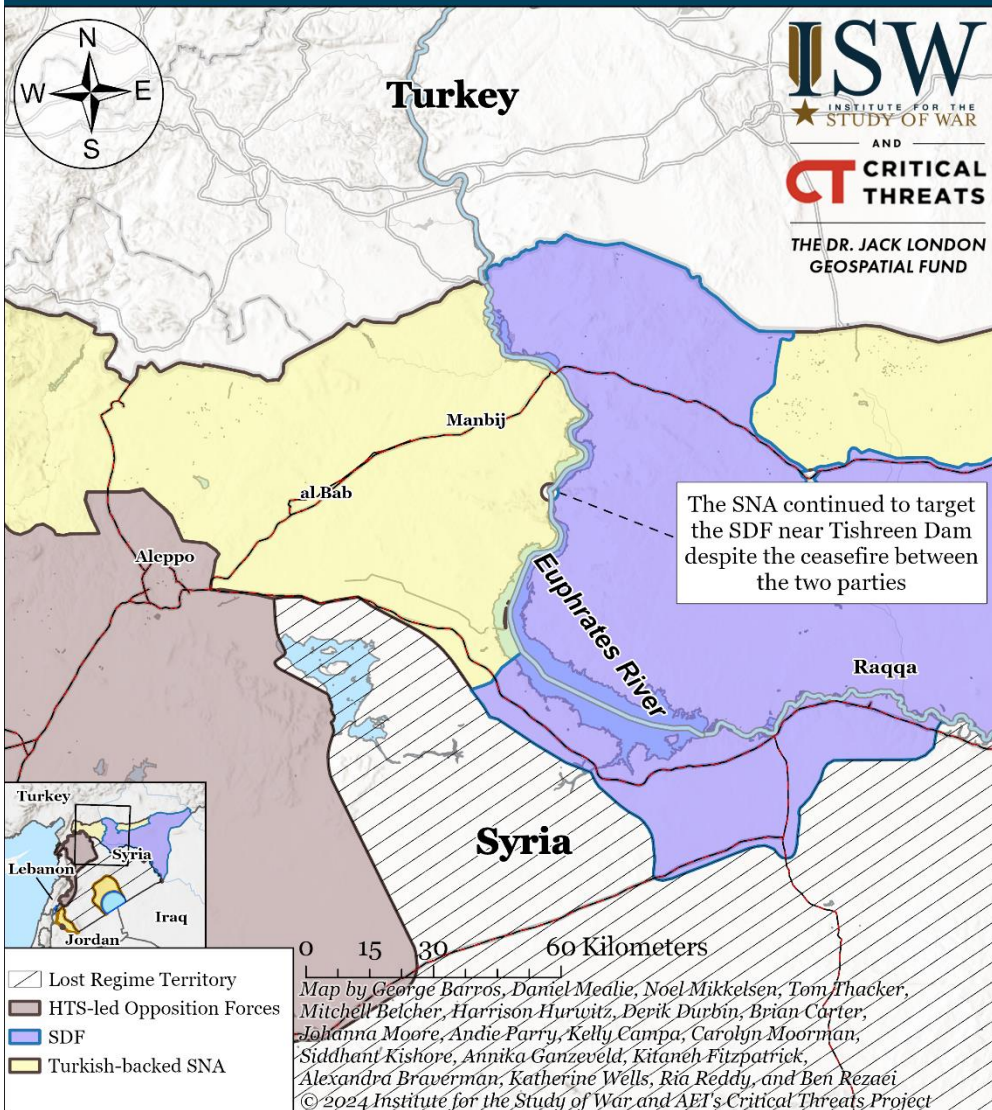 N
W
E
S
Turkey
ISW
INSTITUTE FOR THE
STUDY OF WAR
AND
CT CRITICAL
THREATS
THE DR. JACK LONDON
GEOSPATIAL FUND
Manbij
al Bab
Aleppo
The SNA continued to target
the SDF near Tishreen Dam
despite the ceasefire between
the two parties
Euphrates River
Raqqa
Syria
Turkey
Syria
Lebanon
Iraq
Jordan
0 15 30 60 Kilometers
Lost Regime Territory
HTS-led Opposition Forces
SDF
Turkish-backed SNA
Map by George Barros, Daniel Mealie, Noel Mikkelsen, Tom Thacker,
Mitchell Belcher, Harrison Hurwitz, Derik Durbin, Brian Carter,
Johanna Moore, Andie Parry, Kelly Campa, Carolyn Moorman,
Siddhant Kishore, Annika Ganzeveld, Kitaneh Fitzpatrick,
Alexandra Braverman, Katherine Wells, Ria Reddy, and Ben Rezaei
© 2024 Institute for the Study of War and AEI's Critical Threats Project